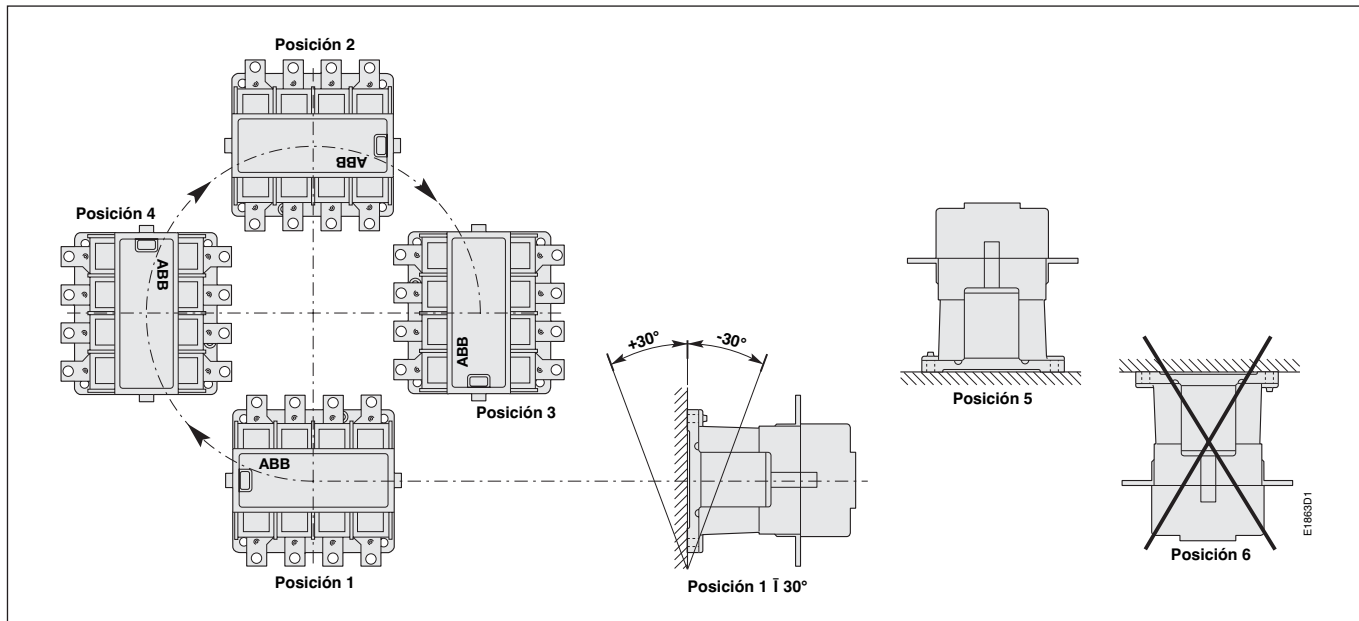 Posición 2
ABB
Posición 4
ABB
ABB
Posición 3
ABB
Posición 1
+30°
-30°
Posición 1 Ī 30°
Posición 5
Posición 6
E1863D1